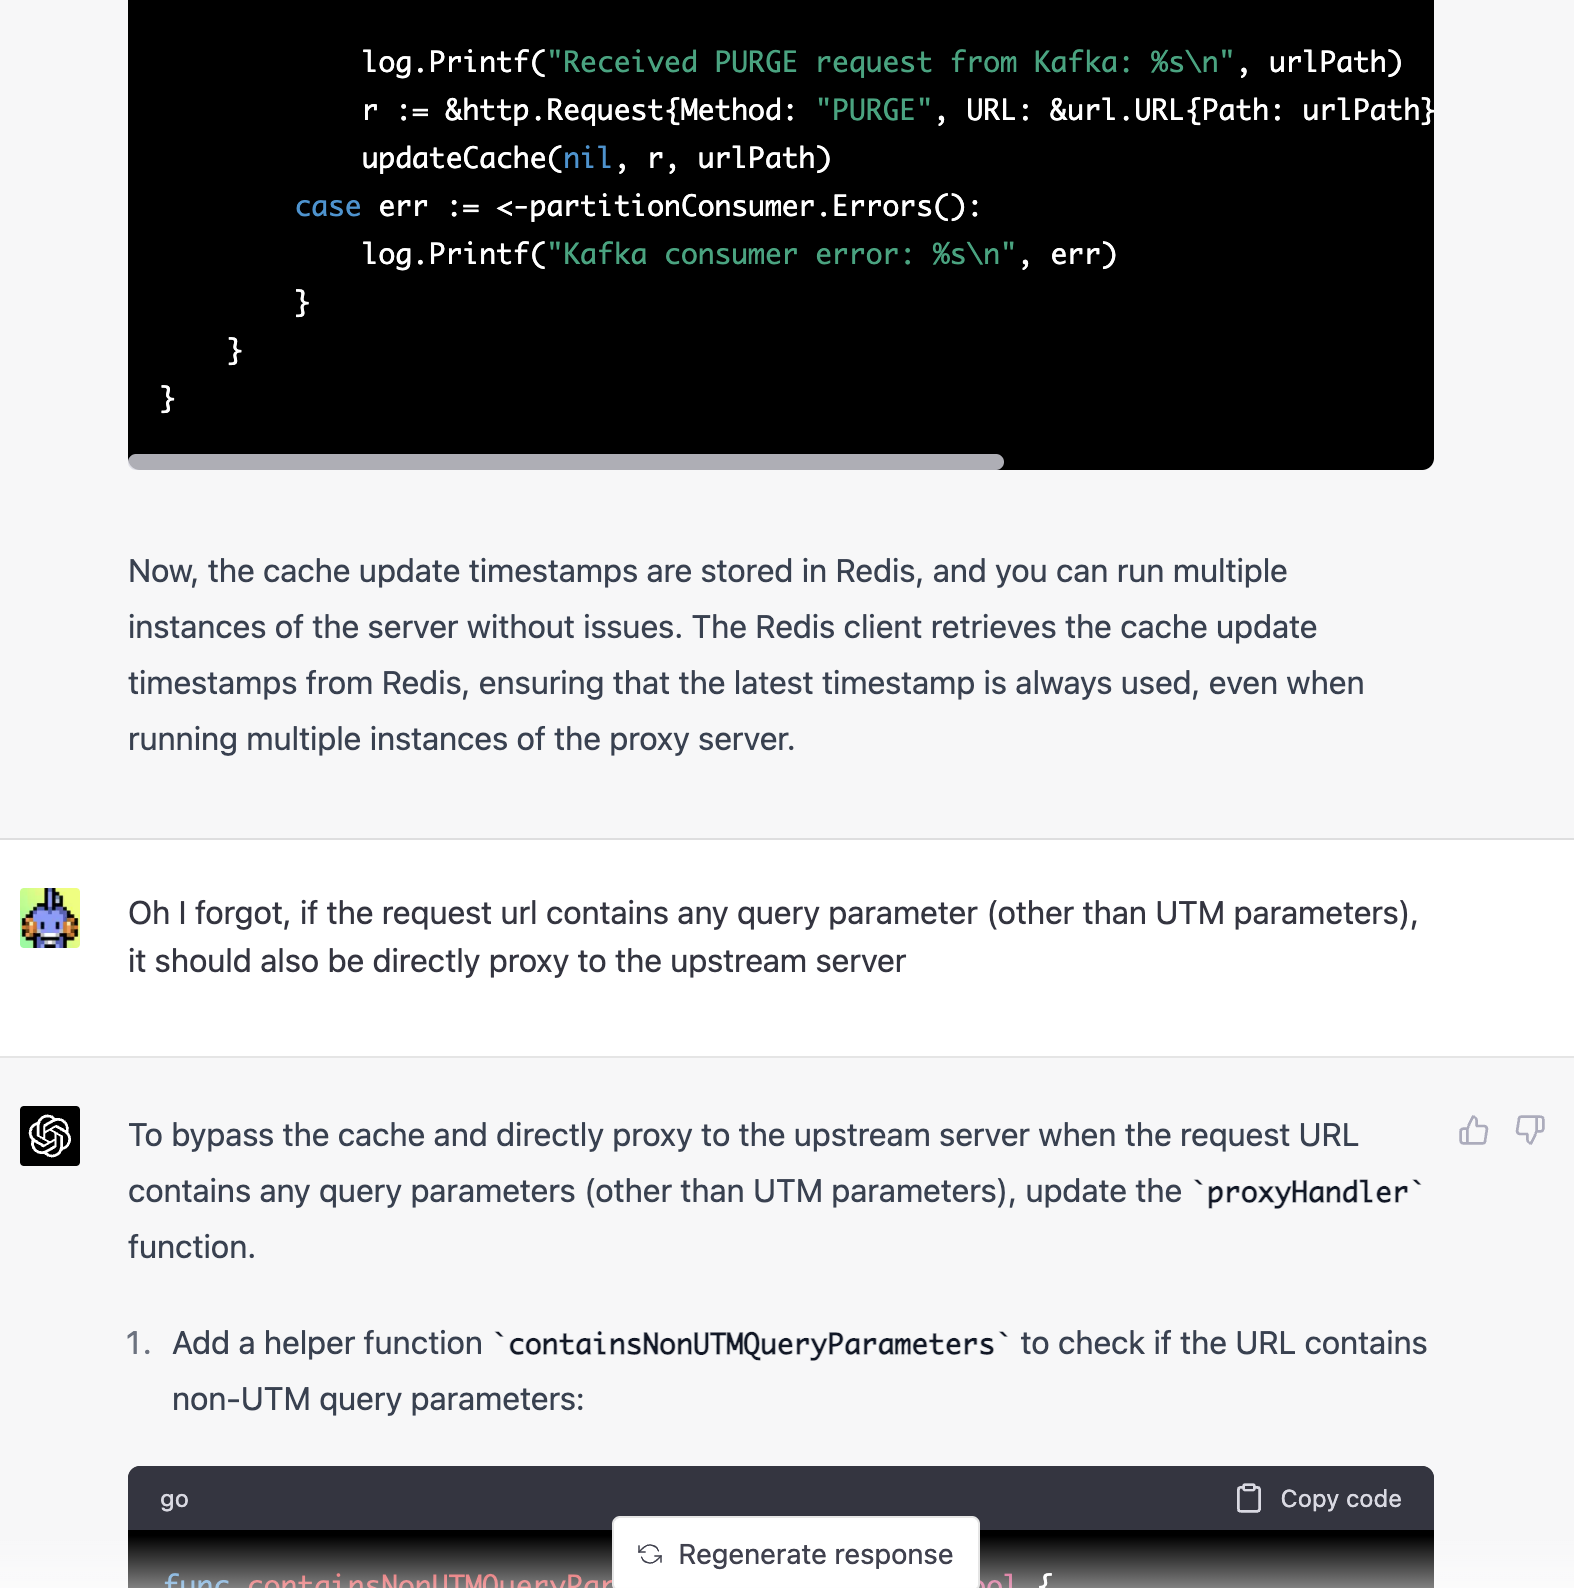 log.Printf("Received PURGE request from Kafka: %s\n", urlPath)
r := &http.Request{Method: "PURGE", URL: &url.URL{Path: urlPath}
updateCache(nil, r, urlPath)
case err := <-partitionConsumer.Errors():
log.Printf("Kafka consumer error: %s\n", err)
}
}
}
Now, the cache update timestamps are stored in Redis, and you can run multiple
instances of the server without issues. The Redis client retrieves the cache update
timestamps from Redis, ensuring that the latest timestamp is always used, even when
running multiple instances of the proxy server.
Oh I forgot, if the request url contains any query parameter (other than UTM parameters),
it should also be directly proxy to the upstream server
To bypass the cache and directly proxy to the upstream server when the request URL
contains any query parameters (other than UTM parameters), update the `proxyHandler`
function.
1. Add a helper function `containsNonUTMQueryParameters` to check if the URL contains
non-UTM query parameters:
go
Copy code
Regenerate response
func containsNonUTMQueryPar {